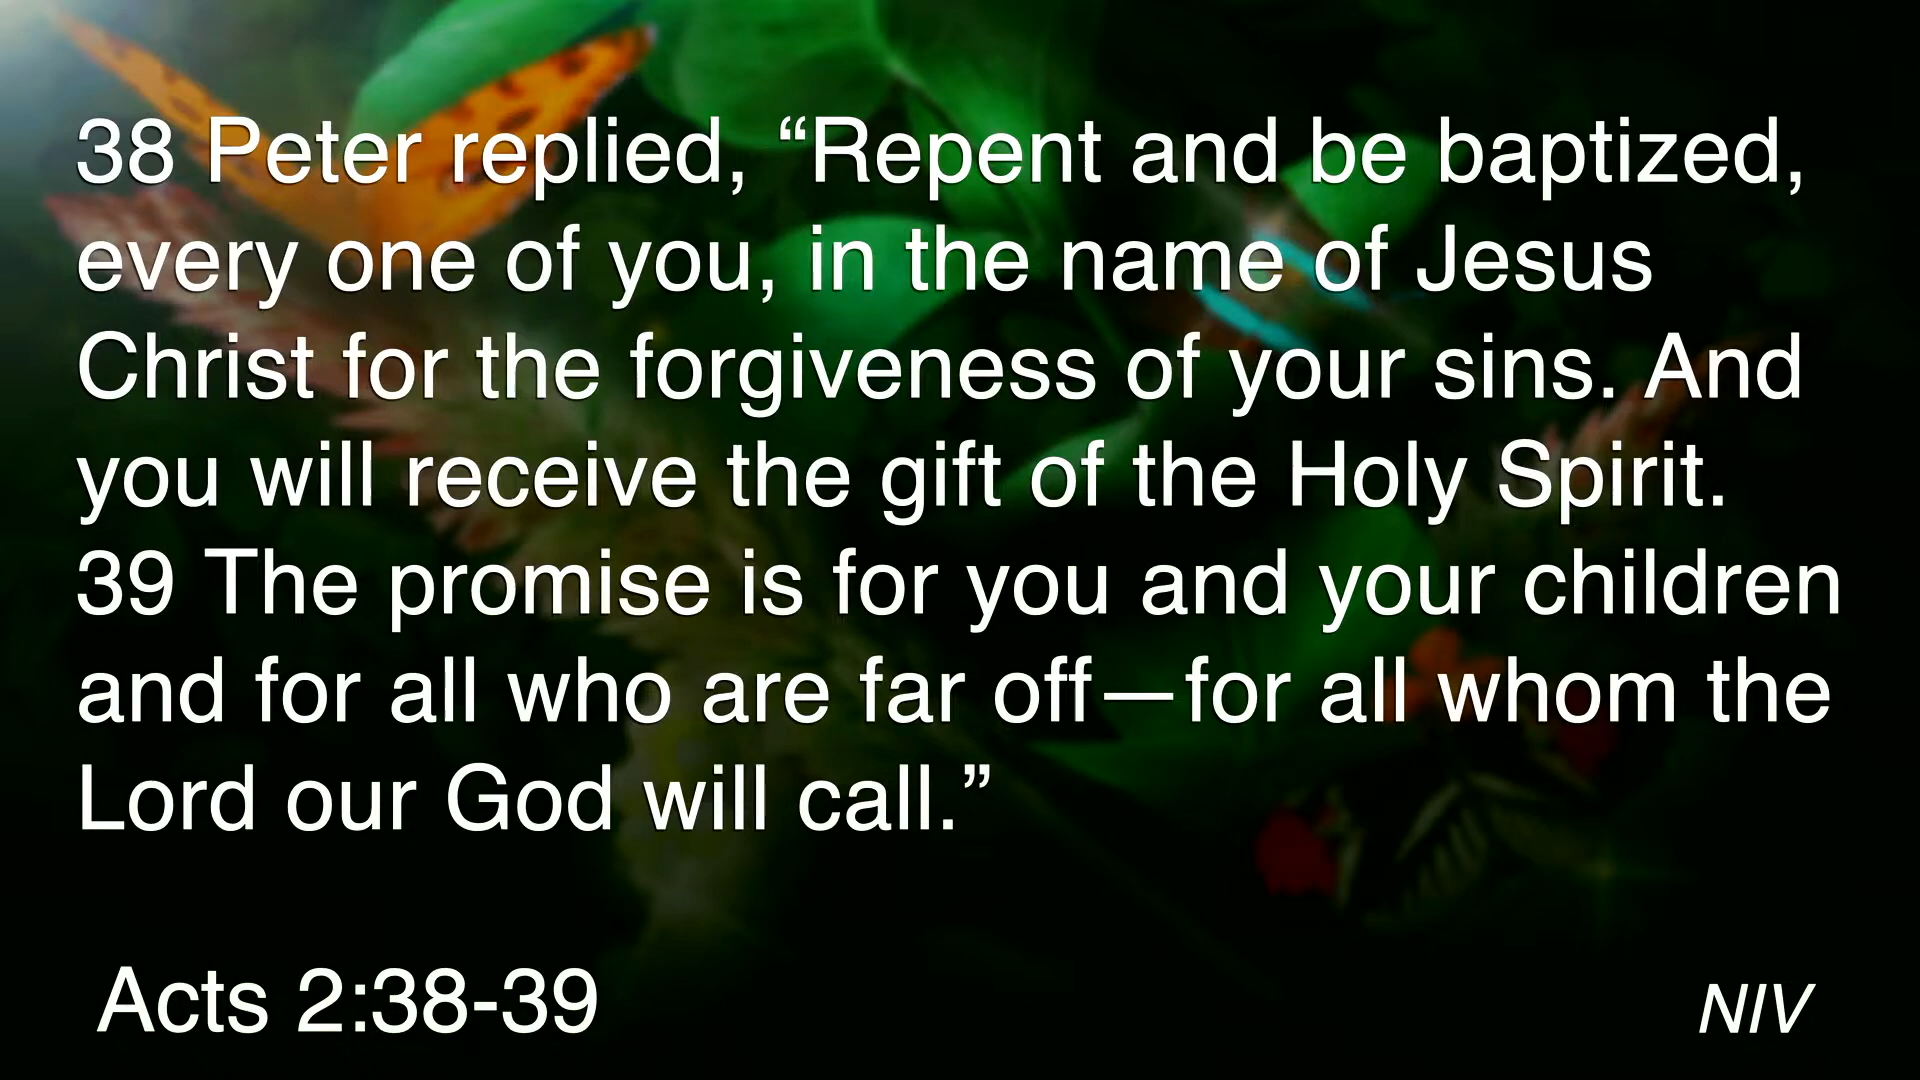 38 Peter replied, “Repent and be baptized,
every one of you, in the name of Jesus
Christ for the forgiveness of your sins. And
you will receive the gift of the Holy Spirit.
39 The promise is for you and your children
and for all who are far off—for all whom the
Lord our God will call.”
Acts 2:38-39
NIV